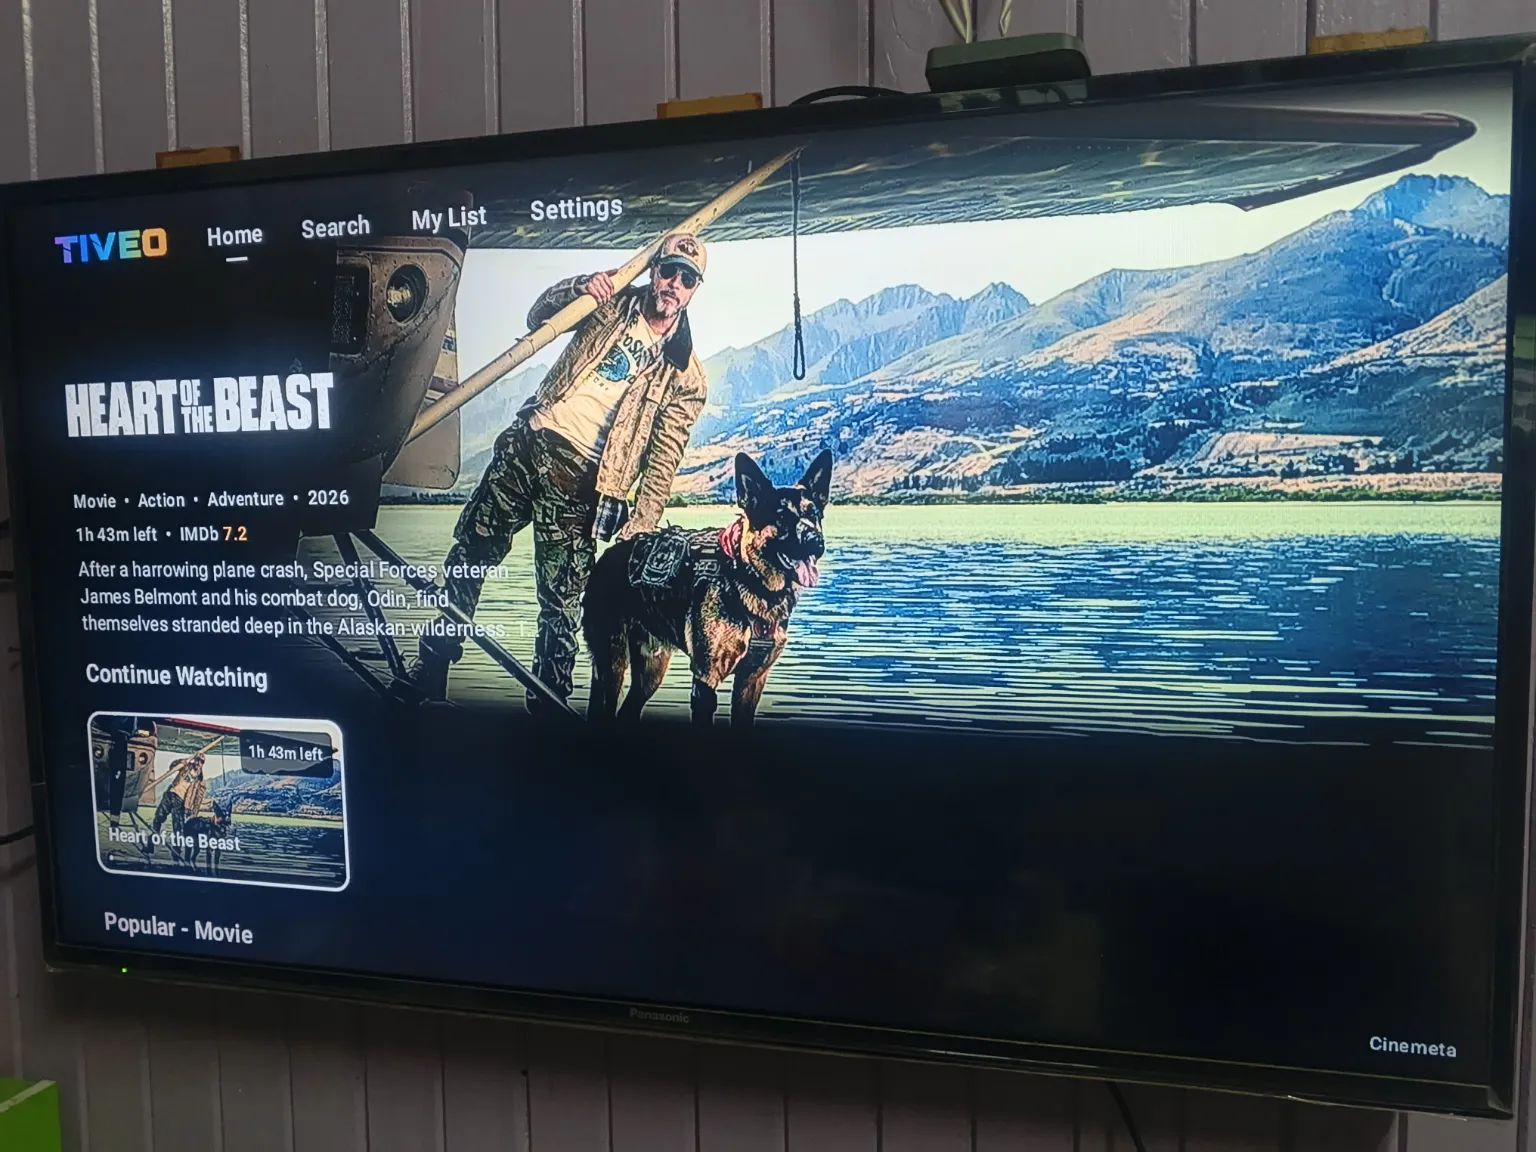 TIVEO Home Search My List Settings
HEART OF THE BEAST
Movie • Action • Adventure • 2026
1h 43m left • IMDb 7.2
After a harrowing plane crash, Special Forces veteran
James Belmont and his combat dog, Odin, find
themselves stranded deep in the Alaskan wilderness. T...
Continue Watching
1h 43m left
Heart of the Beast
Popular - Movie
Cinemeta
Panasonic